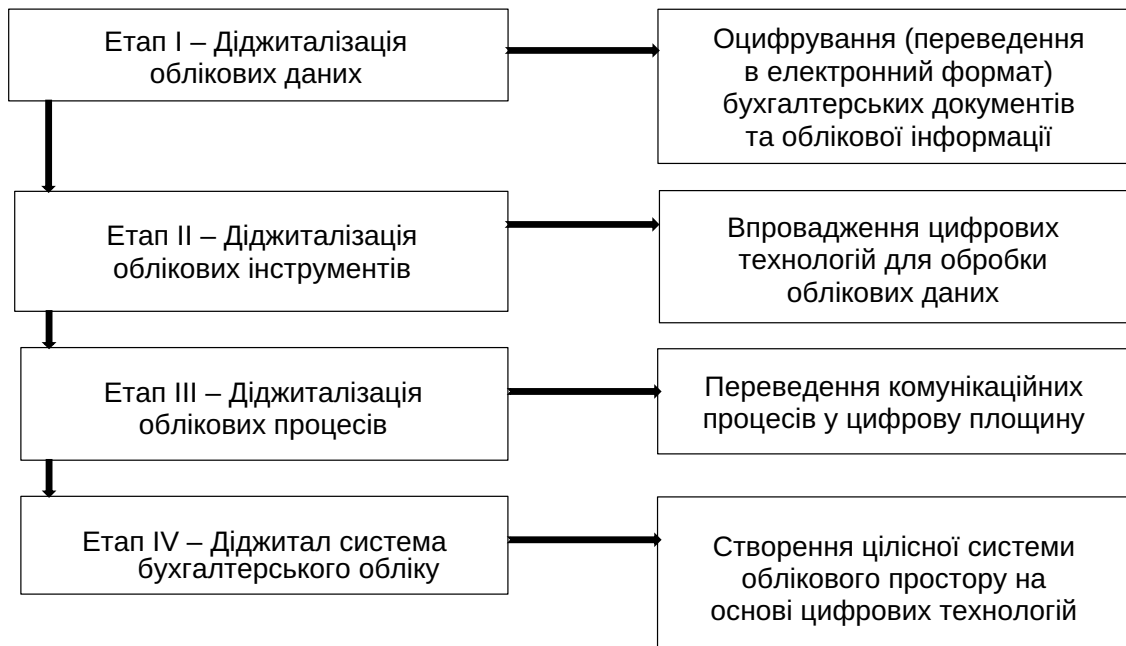 Етап І – Діджиталізація
облікових даних
Оцифрування (переведення
в електронний формат)
бухгалтерських документів
та облікової інформації
Етап ІІ – Діджиталізація
облікових інструментів
Впровадження цифрових
технологій для обробки
облікових даних
Етап ІІІ – Діджиталізація
облікових процесів
Переведення комунікаційних
процесів у цифрову площину
Етап IV – Діджитал система
бухгалтерського обліку
Створення цілісної системи
облікового простору на
основі цифрових технологій